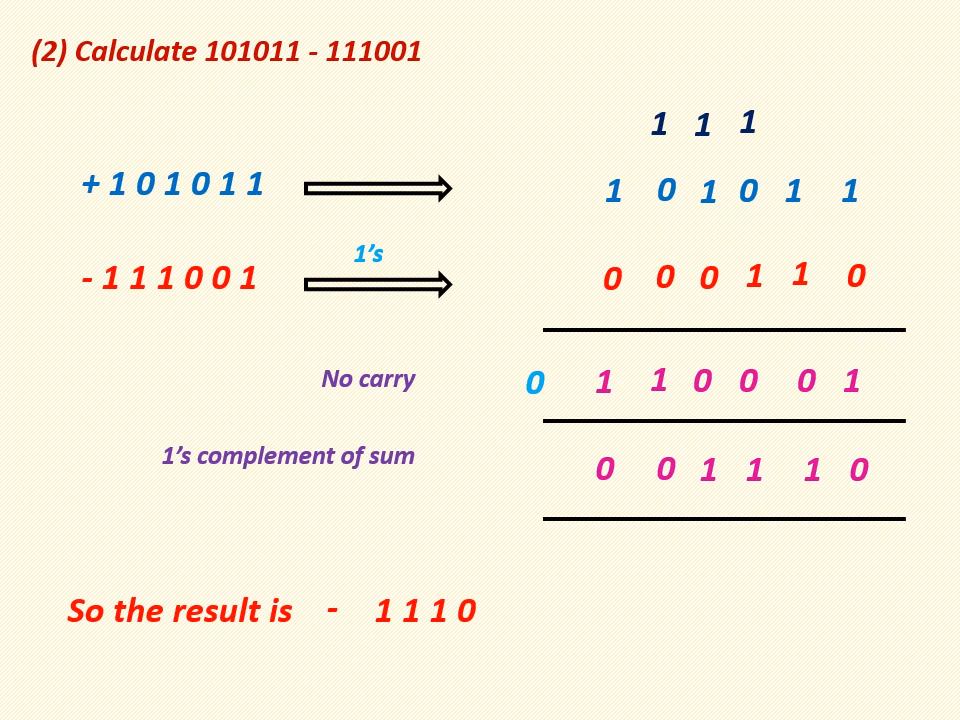 (2) Calculate 101011 - 111001
1 1 1
+ 1 0 1 0 1 1 1 0 1 0 1 1
1's
- 1 1 1 0 0 1 0 0 0 1 1 0
No carry 0 1 1 0 0 0 1
1's complement of sum 0 0 1 1 1 0
So the result is - 1 1 1 0